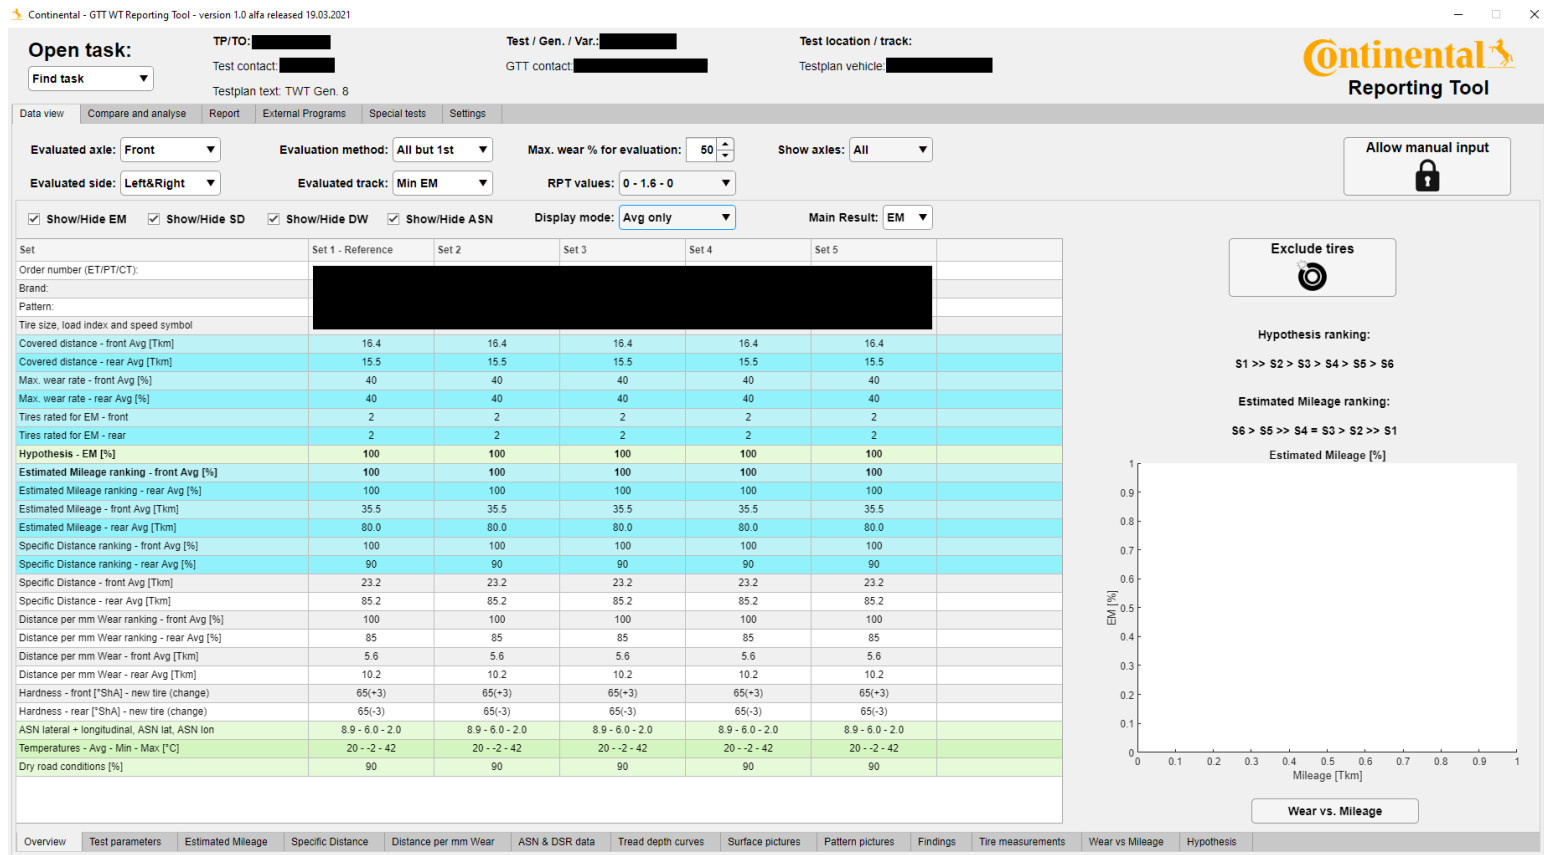 Continental - GTT WT Reporting Tool - version 1.0 alfa released 19.03.2021
Open task:
Find task
TP/TO:
Test contact:
Testplan text: TWT Gen. 8
Test / Gen. / Var.:
GTT contact:
Test location / track:
Testplan vehicle:
Continental
Reporting Tool
Data view Compare and analyse Report External Programs Special tests Settings
Evaluated axle: Front Evaluation method: All but 1st Max. wear % for evaluation: 50 Show axles: All
Evaluated side: Left&Right Evaluated track: Min EM RPT values: 0 - 1.6 - 0
Allow manual input
Show/Hide EM Show/Hide SD Show/Hide DW Show/Hide ASN Display mode: Avg only Main Result: EM
Set Set 1 - Reference Set 2 Set 3 Set 4 Set 5
Order number (ET/PT/CT):
Brand:
Pattern:
Tire size, load index and speed symbol
Covered distance - front Avg [Tkm] 16.4 16.4 16.4 16.4 16.4
Covered distance - rear Avg [Tkm] 15.5 15.5 15.5 15.5 15.5
Max. wear rate - front Avg [%] 40 40 40 40 40
Max. wear rate - rear Avg [%] 40 40 40 40 40
Tires rated for EM - front 2 2 2 2 2
Tires rated for EM - rear 2 2 2 2 2
Hypothesis - EM [%] 100 100 100 100 100
Estimated Mileage ranking - front Avg [%] 100 100 100 100 100
Estimated Mileage ranking - rear Avg [%] 100 100 100 100 100
Estimated Mileage - front Avg [Tkm] 35.5 35.5 35.5 35.5 35.5
Estimated Mileage - rear Avg [Tkm] 80.0 80.0 80.0 80.0 80.0
Specific Distance ranking - front Avg [%] 100 100 100 100 100
Specific Distance ranking - rear Avg [%] 90 90 90 90 90
Specific Distance - front Avg [Tkm] 23.2 23.2 23.2 23.2 23.2
Specific Distance - rear Avg [Tkm] 85.2 85.2 85.2 85.2 85.2
Distance per mm Wear ranking - front Avg [%] 100 100 100 100 100
Distance per mm Wear ranking - rear Avg [%] 85 85 85 85 85
Distance per mm Wear - front Avg [Tkm] 5.6 5.6 5.6 5.6 5.6
Distance per mm Wear - rear Avg [Tkm] 10.2 10.2 10.2 10.2 10.2
Hardness - front [°ShA] - new tire (change) 65(+3) 65(+3) 65(+3) 65(+3) 65(+3)
Hardness - rear [°ShA] - new tire (change) 65(-3) 65(-3) 65(-3) 65(-3) 65(-3)
ASN lateral + longitudinal, ASN lat, ASN lon 8.9 - 6.0 - 2.0 8.9 - 6.0 - 2.0 8.9 - 6.0 - 2.0 8.9 - 6.0 - 2.0 8.9 - 6.0 - 2.0
Temperatures - Avg - Min - Max [°C] 20 - -2 - 42 20 - -2 - 42 20 - -2 - 42 20 - -2 - 42 20 - -2 - 42
Dry road conditions [%] 90 90 90 90 90
Exclude tires
Hypothesis ranking:
S1 >> S2 > S3 > S4 > S5 > S6
Estimated Mileage ranking:
S6 > S5 >> S4 = S3 > S2 >> S1
Estimated Mileage [%]
1
0.9
0.8
0.7
0.6
0.5
0.4
0.3
0.2
0.1
0
EM [%]
0 0.1 0.2 0.3 0.4 0.5 0.6 0.7 0.8 0.9 1
Mileage [Tkm]
Wear vs. Mileage
Overview Test parameters Estimated Mileage Specific Distance Distance per mm Wear ASN & DSR data Tread depth curves Surface pictures Pattern pictures Findings Tire measurements Wear vs Mileage Hypothesis